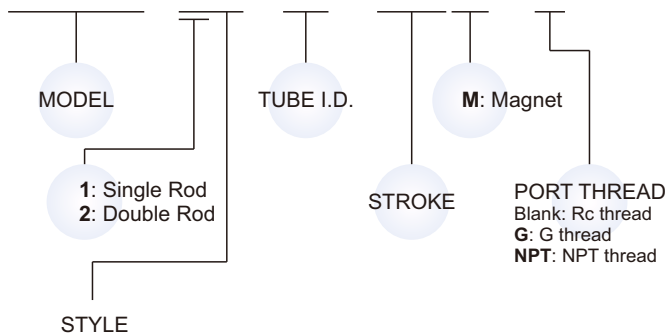 MODEL
TUBE I.D.
M: Magnet
1: Single Rod
2: Double Rod
STROKE
PORT THREAD
Blank: Rc thread
G: G thread
NPT: NPT thread
STYLE